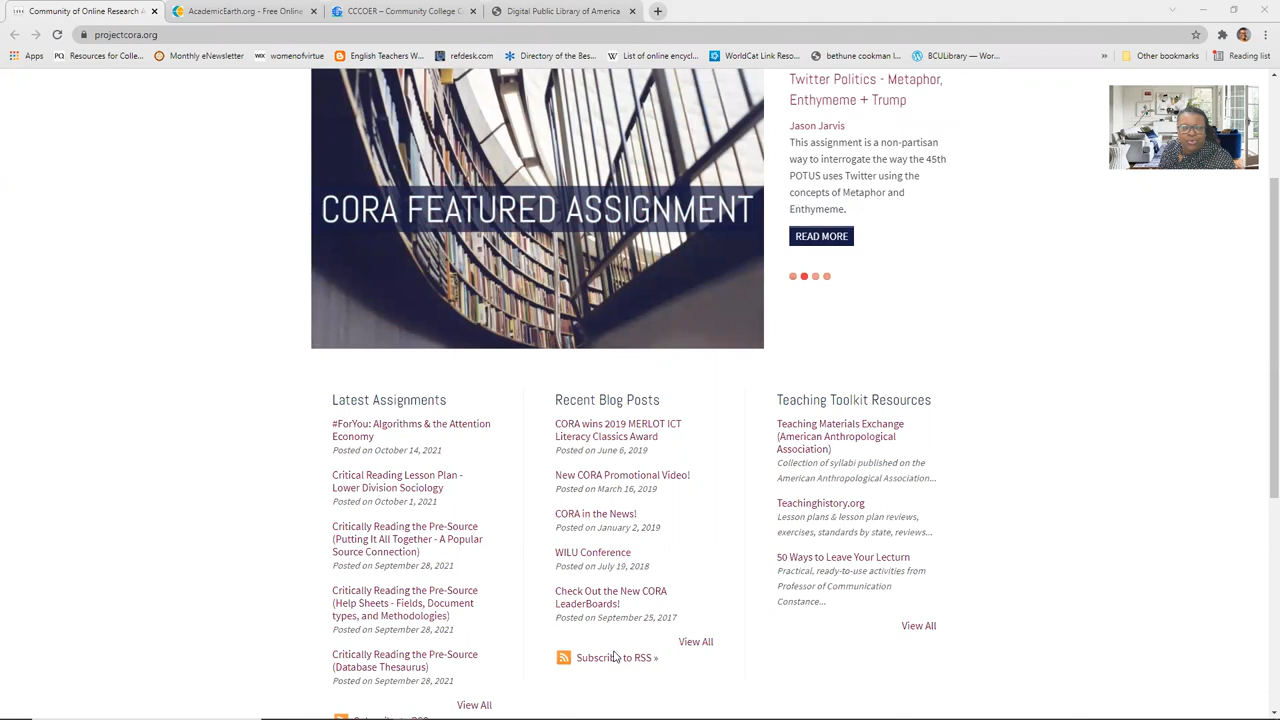 Community of Online Research A
AcademicEarth.org - Free Online
CCCOER – Community College C
Digital Public Library of America
projectcora.org
Apps
Resources for Colle...
Monthly eNewsletter
womenofvirtue
English Teachers -...
refdesk.com
Directory of the Bes...
List of online encycl...
WorldCat Link Reso...
bethune cookman l...
BCULibrary — Wor...
»
Other bookmarks
Reading list
Twitter Politics - Metaphor,
Enthymeme + Trump
Jason Jarvis
This assignment is a non-partisan
way to interrogate the way the 45th
POTUS uses Twitter using the
concepts of Metaphor and
Enthymeme.
READ MORE
CORA FEATURED ASSIGNMENT
Latest Assignments
#ForYou: Algorithms & the Attention
Economy
Posted on October 14, 2021
Critical Reading Lesson Plan -
Lower Division Sociology
Posted on October 1, 2021
Critically Reading the Pre-Source
(Putting It All Together - A Popular
Source Connection)
Posted on September 28, 2021
Critically Reading the Pre-Source
(Help Sheets - Fields, Document
types, and Methodologies)
Posted on September 28, 2021
Critically Reading the Pre-Source
(Database Thesaurus)
Posted on September 28, 2021
View All
Recent Blog Posts
CORA wins 2019 MERLOT ICT
Literacy Classics Award
Posted on June 6, 2019
New CORA Promotional Video!
Posted on March 16, 2019
CORA in the News!
Posted on January 2, 2019
WILU Conference
Posted on July 19, 2018
Check Out the New CORA
LeaderBoards!
Posted on September 25, 2017
View All
Subscribe to RSS »
Teaching Toolkit Resources
Teaching Materials Exchange
(American Anthropological
Association)
Collection of syllabi published on the
American Anthropological Association...
Teachinghistory.org
Lesson plans & lesson plan reviews,
exercises, standards by state, reviews...
50 Ways to Leave Your Lecturn
Practical, ready-to-use activities from
Professor of Communication
Constance...
View All